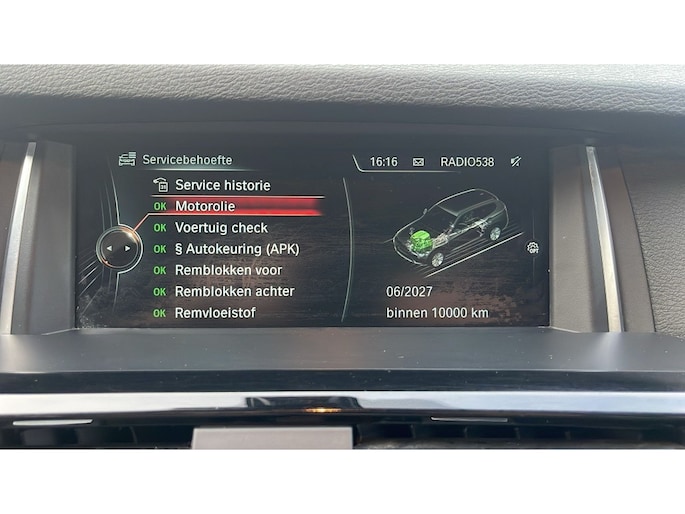 Servicebehoefte
16:16 RADIO538
Service historie
OK Motorolie
OK Voertuig check
OK § Autokeuring (APK)
OK Remblokken voor
OK Remblokken achter
OK Remvloeistof
06/2027
binnen 10000 km